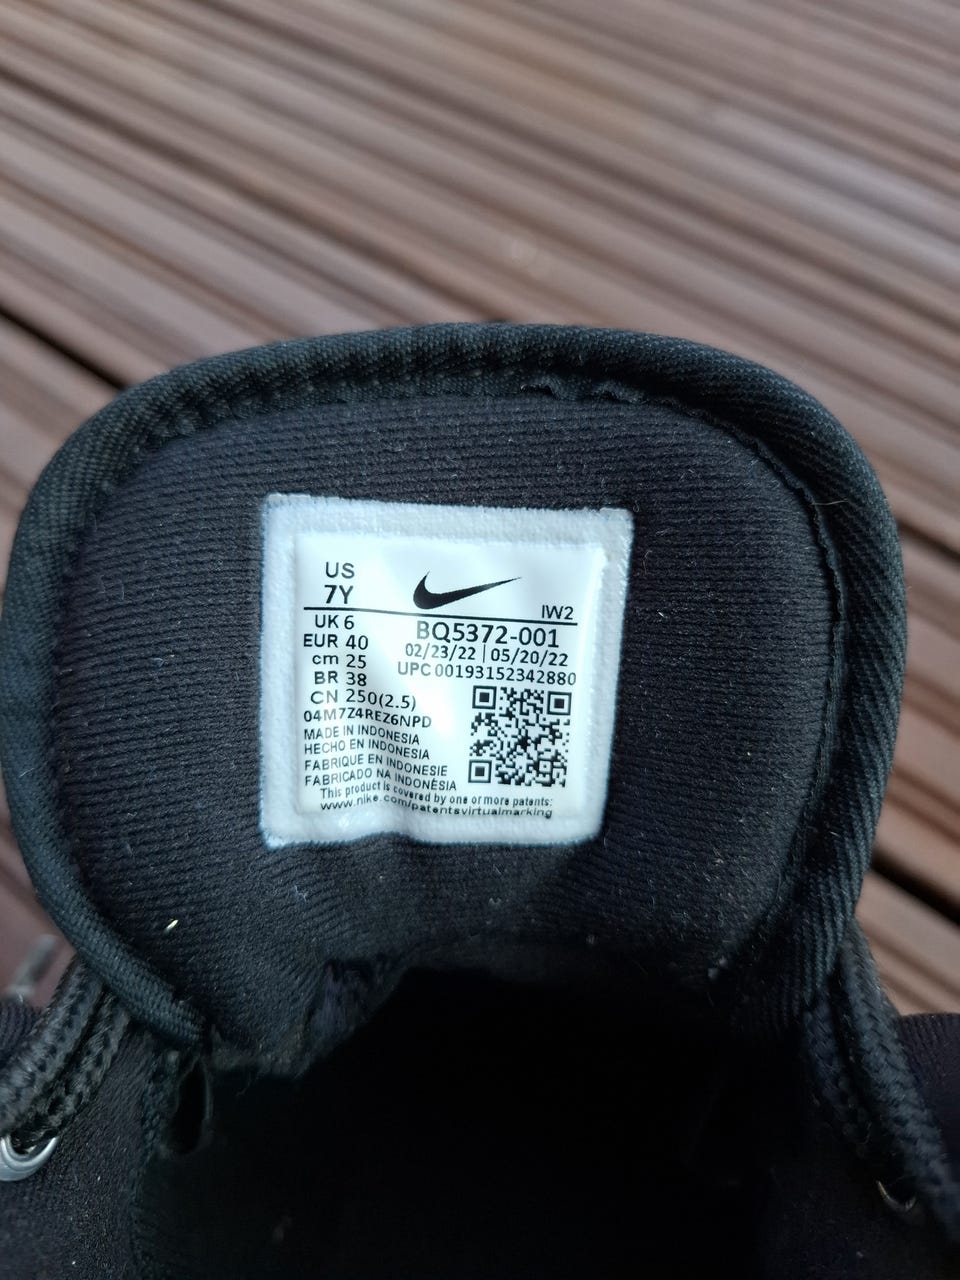 US
7Y
IW2
UK 6
BQ5372-001
EUR 40
02/23/22 | 05/20/22
cm 25
UPC 00193152342880
BR 38
CN 250(2.5)
04M7Z4REZ6NPD
MADE IN INDONESIA
HECHO EN INDONESIA
FABRIQUE EN INDONESIE
FABRICADO NA INDONÉSIA
This product is covered by one or more patents:
www.nike.com/patentsvirtualmarking